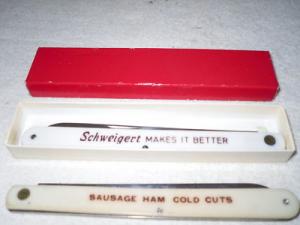 Schweigert MAKES IT BETTER
SAUSAGE HAM COLD CUTS